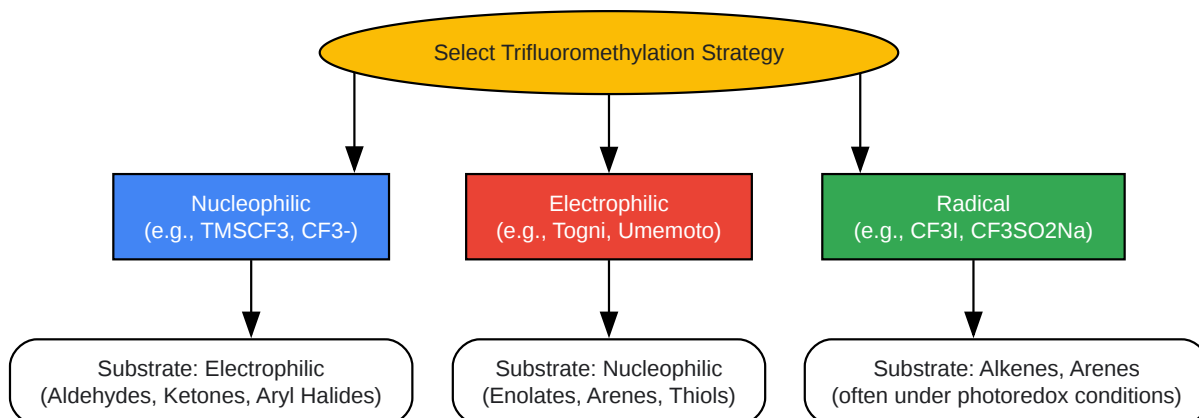 Select Trifluoromethylation Strategy
Nucleophilic
(e.g., TMSCF3, CF3-)
Electrophilic
(e.g., Togni, Umemoto)
Radical
(e.g., CF3I, CF3SO2Na)
Substrate: Electrophilic
(Aldehydes, Ketones, Aryl Halides)
Substrate: Nucleophilic
(Enolates, Arenes, Thiols)
Substrate: Alkenes, Arenes
(often under photoredox conditions)